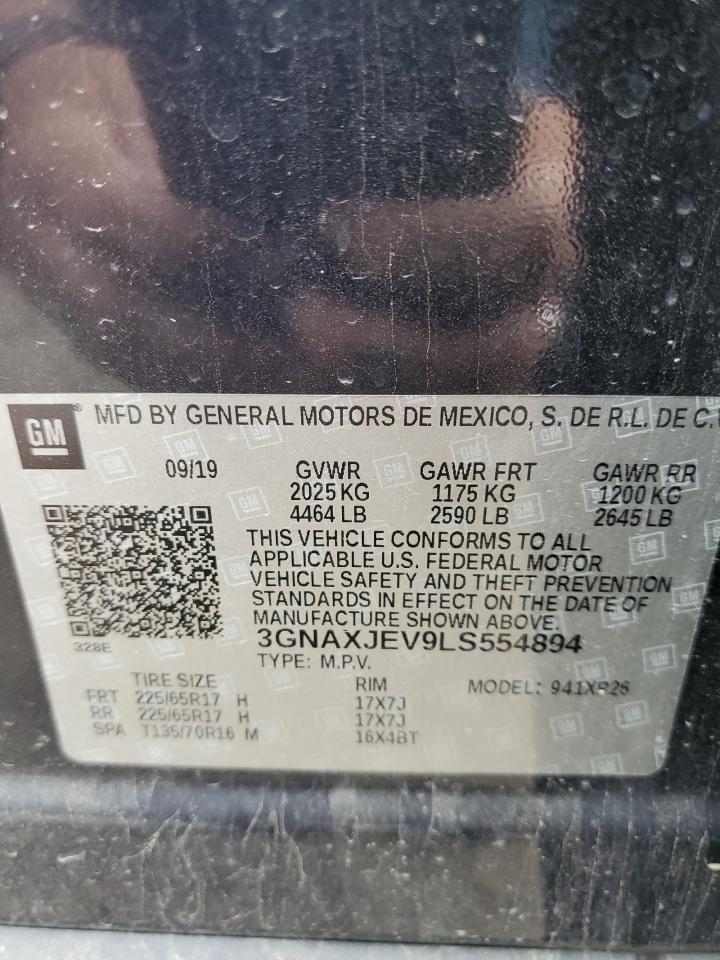 GM ® MFD BY GENERAL MOTORS DE MEXICO, S. DE R.L. DE C.V
09/19 GVWR GAWR FRT GAWR RR
2025 KG 1175 KG 1200 KG
4464 LB 2590 LB 2645 LB
THIS VEHICLE CONFORMS TO ALL
APPLICABLE U.S. FEDERAL MOTOR
VEHICLE SAFETY AND THEFT PREVENTION
STANDARDS IN EFFECT ON THE DATE OF
MANUFACTURE SHOWN ABOVE.
328E 3GNAXJEV9LS554894
TYPE: M.P.V.
TIRE SIZE RIM MODEL: 941XP26
FRT 225/65R17 H 17X7J
RR 225/65R17 H 17X7J
SPA T135/70R16 M 16X4BT